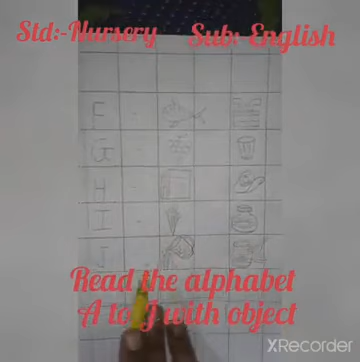 Std:-Nursery Sub:-English
F -
G -
H -
I -
J -
Read the alphabet
A to J with object
XRecorder